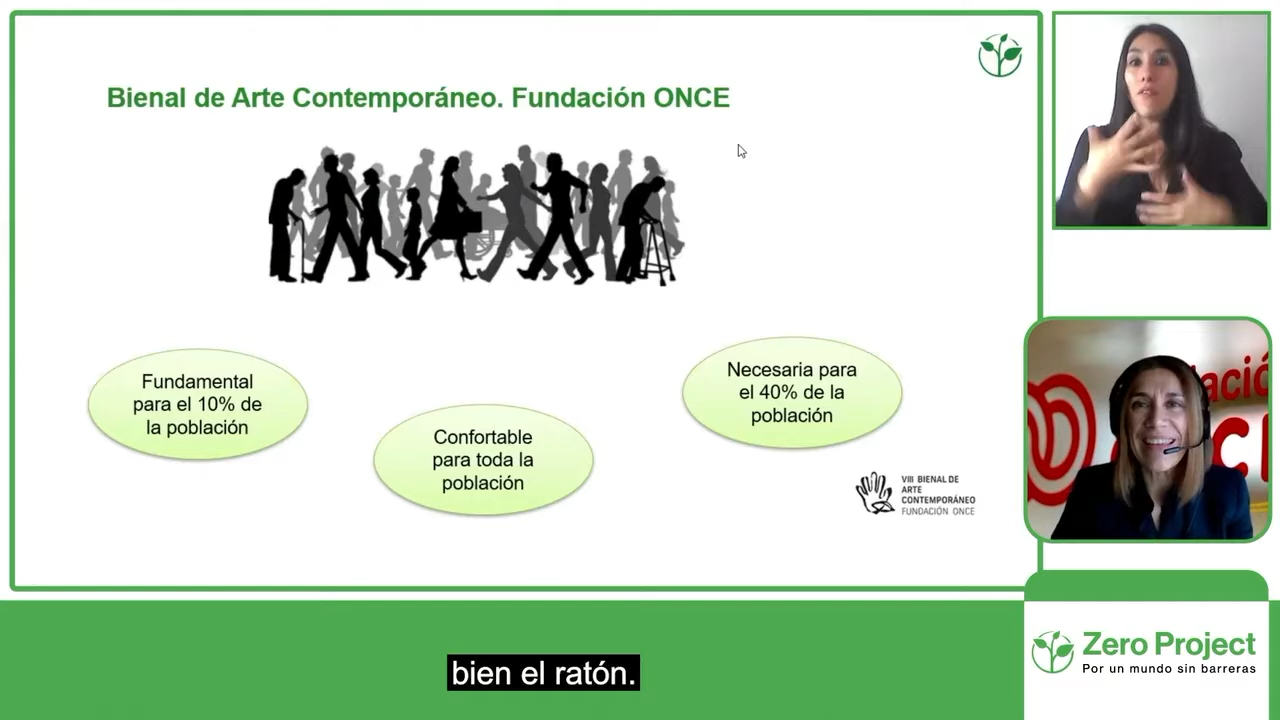 Bienal de Arte Contemporáneo. Fundación ONCE
Fundamental
para el 10% de
la población
Confortable
para toda la
población
Necesaria para
el 40% de la
población
VIII BIENAL DE
ARTE
CONTEMPORÁNEO
FUNDACIÓN ONCE
Zero Project
Por un mundo sin barreras
bien el ratón.